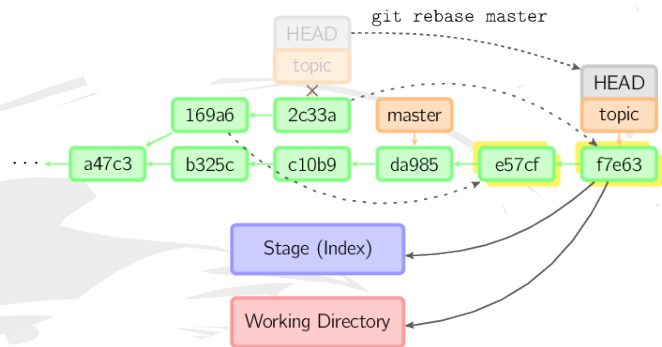 git rebase master
HEAD
topic
HEAD
topic
169a6
2c33a
master
... a47c3
b325c
c10b9
da985
e57cf
f7e63
Stage (Index)
Working Directory